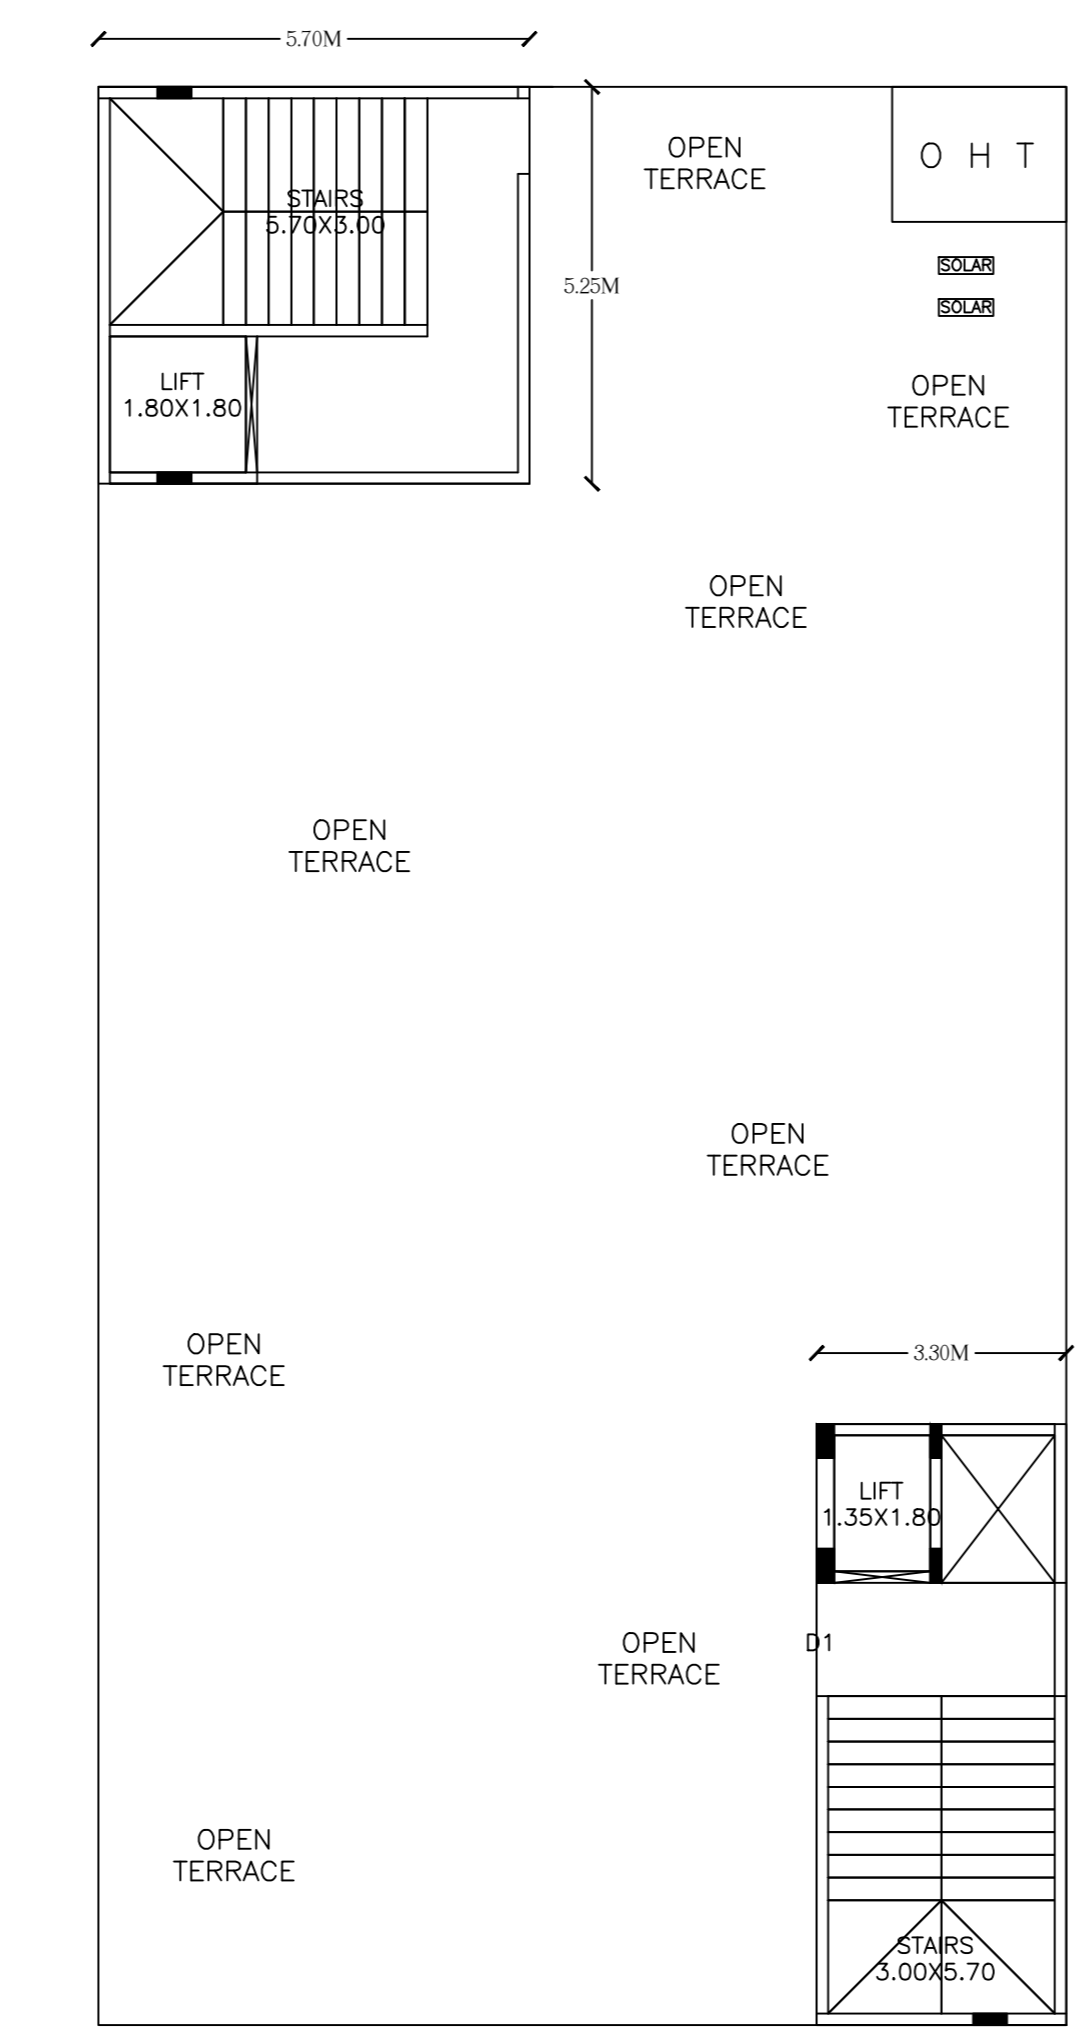 5.70M
OPEN
TERRACE
O H T
STAIRS
5.70X3.00
SOLAR
5.25M
SOLAR
LIFT
1.80X1.80
OPEN
TERRACE
OPEN
TERRACE
OPEN
TERRACE
OPEN
TERRACE
OPEN
TERRACE
3.30M
LIFT
1.35X1.80
OPEN
TERRACE
D1
OPEN
TERRACE
STAIRS
3.00X5.70